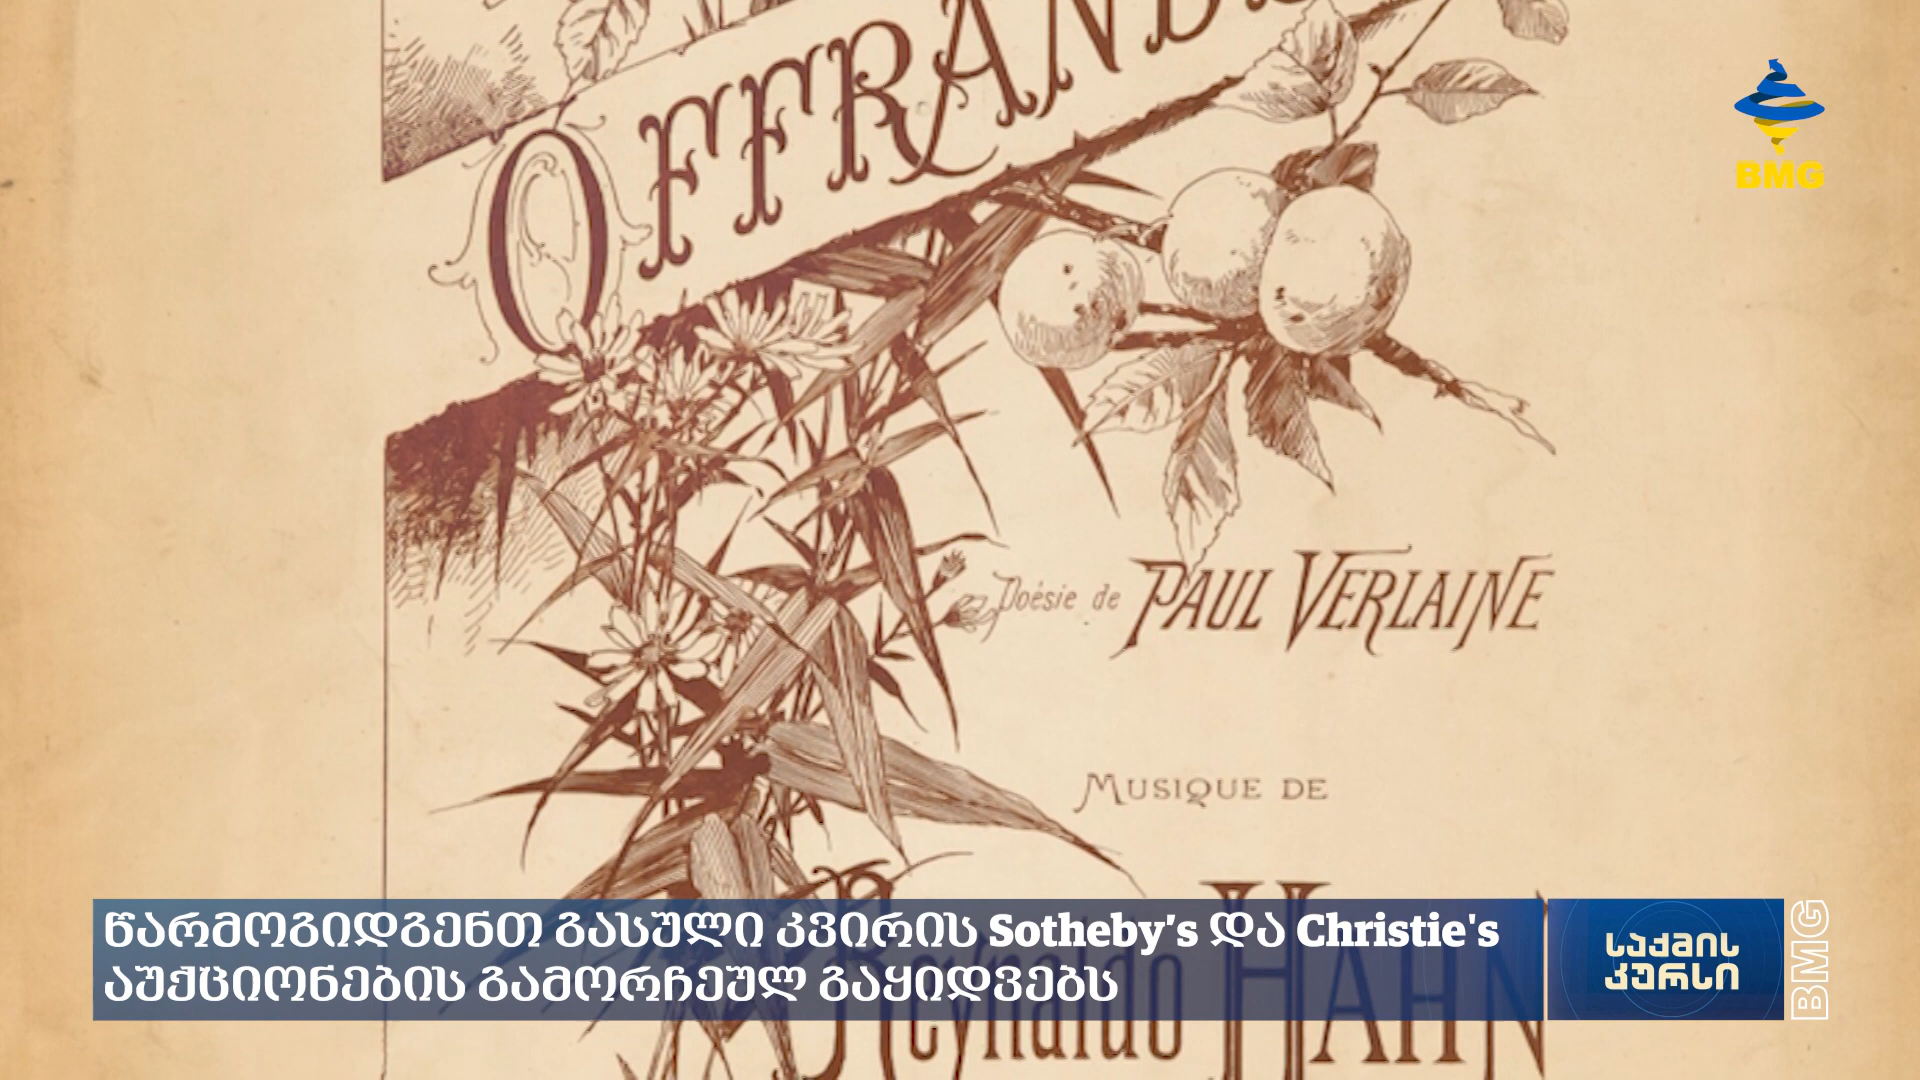 OFFRAND
BMG
Poésie de PAUL VERLAINE
MUSIQUE DE
Reynaldo HAHN
წარმოგიდგენთ გასული კვირის Sotheby's და Christie's
აუქციონების გამორჩეულ გაყიდვებს
საქმის
კურსი
BMG